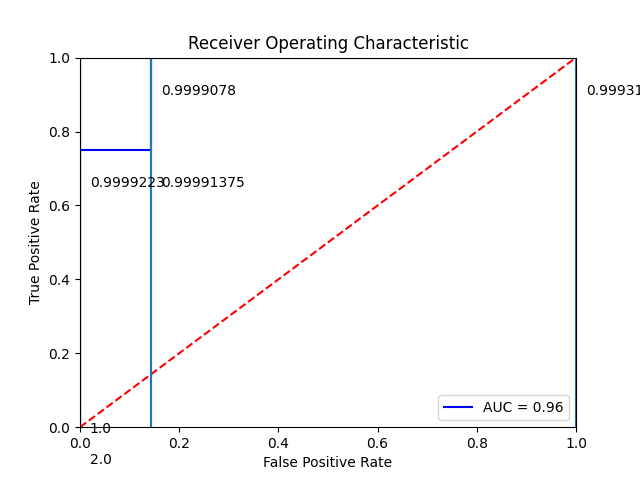 Receiver Operating Characteristic
1.0
0.9999078
0.99931
0.8
0.9999223
0.99991375
0.6
True Positive Rate
0.4
0.2
AUC = 0.96
0.0
1.0
0.0 0.2 0.4 0.6 0.8 1.0
2.0
False Positive Rate